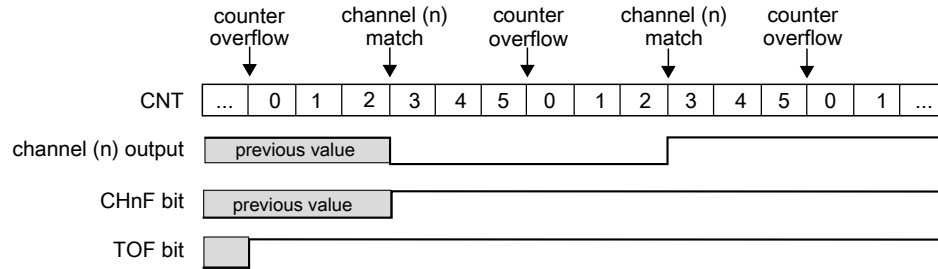 counter channel (n) counter channel (n) counter
overflow match overflow match overflow
CNT ... 0 1 2 3 4 5 0 1 2 3 4 5 0 1 ...
channel (n) output previous value
CHnF bit previous value
TOF bit